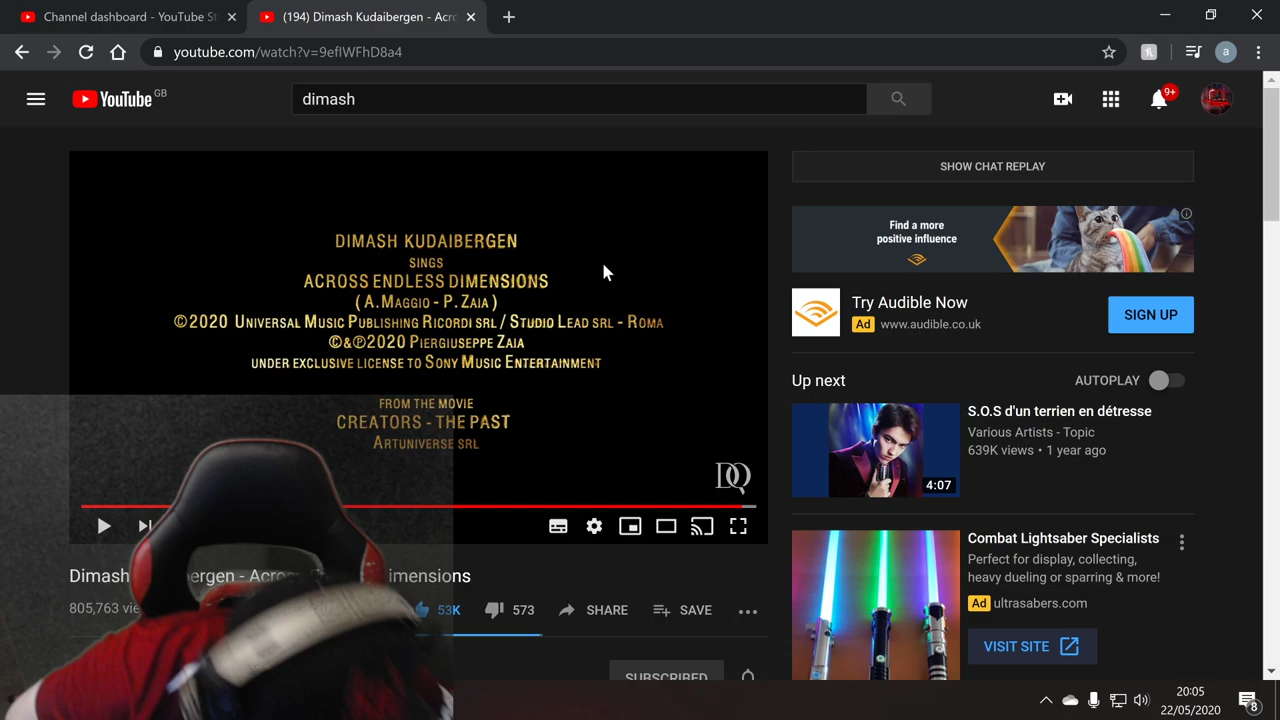 Channel dashboard - YouTube St
(194) Dimash Kudaibergen - Acro
youtube.com/watch?v=9eflWFhD8a4
a
YouTube GB
dimash
9+
SHOW CHAT REPLAY
DIMASH KUDAIBERGEN
SINGS
ACROSS ENDLESS DIMENSIONS
( A.MAGGIO - P. ZAIA )
©2020 UNIVERSAL MUSIC PUBLISHING RICORDI SRL / STUDIO LEAD SRL - ROMA
©&℗2020 PIERGIUSEPPE ZAIA
UNDER EXCLUSIVE LICENSE TO SONY MUSIC ENTERTAINMENT
FROM THE MOVIE
CREATORS - THE PAST
ARTUNIVERSE SRL
DQ
Find a more
positive influence
Try Audible Now
Ad www.audible.co.uk
SIGN UP
Up next
AUTOPLAY
S.O.S d'un terrien en détresse
Various Artists - Topic
639K views • 1 year ago
4:07
Combat Lightsaber Specialists
Perfect for display, collecting,
heavy dueling or sparring & more!
Ad ultrasabers.com
VISIT SITE
Dimash ergen - Acro imensions
805,763 vie
53K 573 SHARE SAVE
SUBSCRIBED
20:05
22/05/2020
8